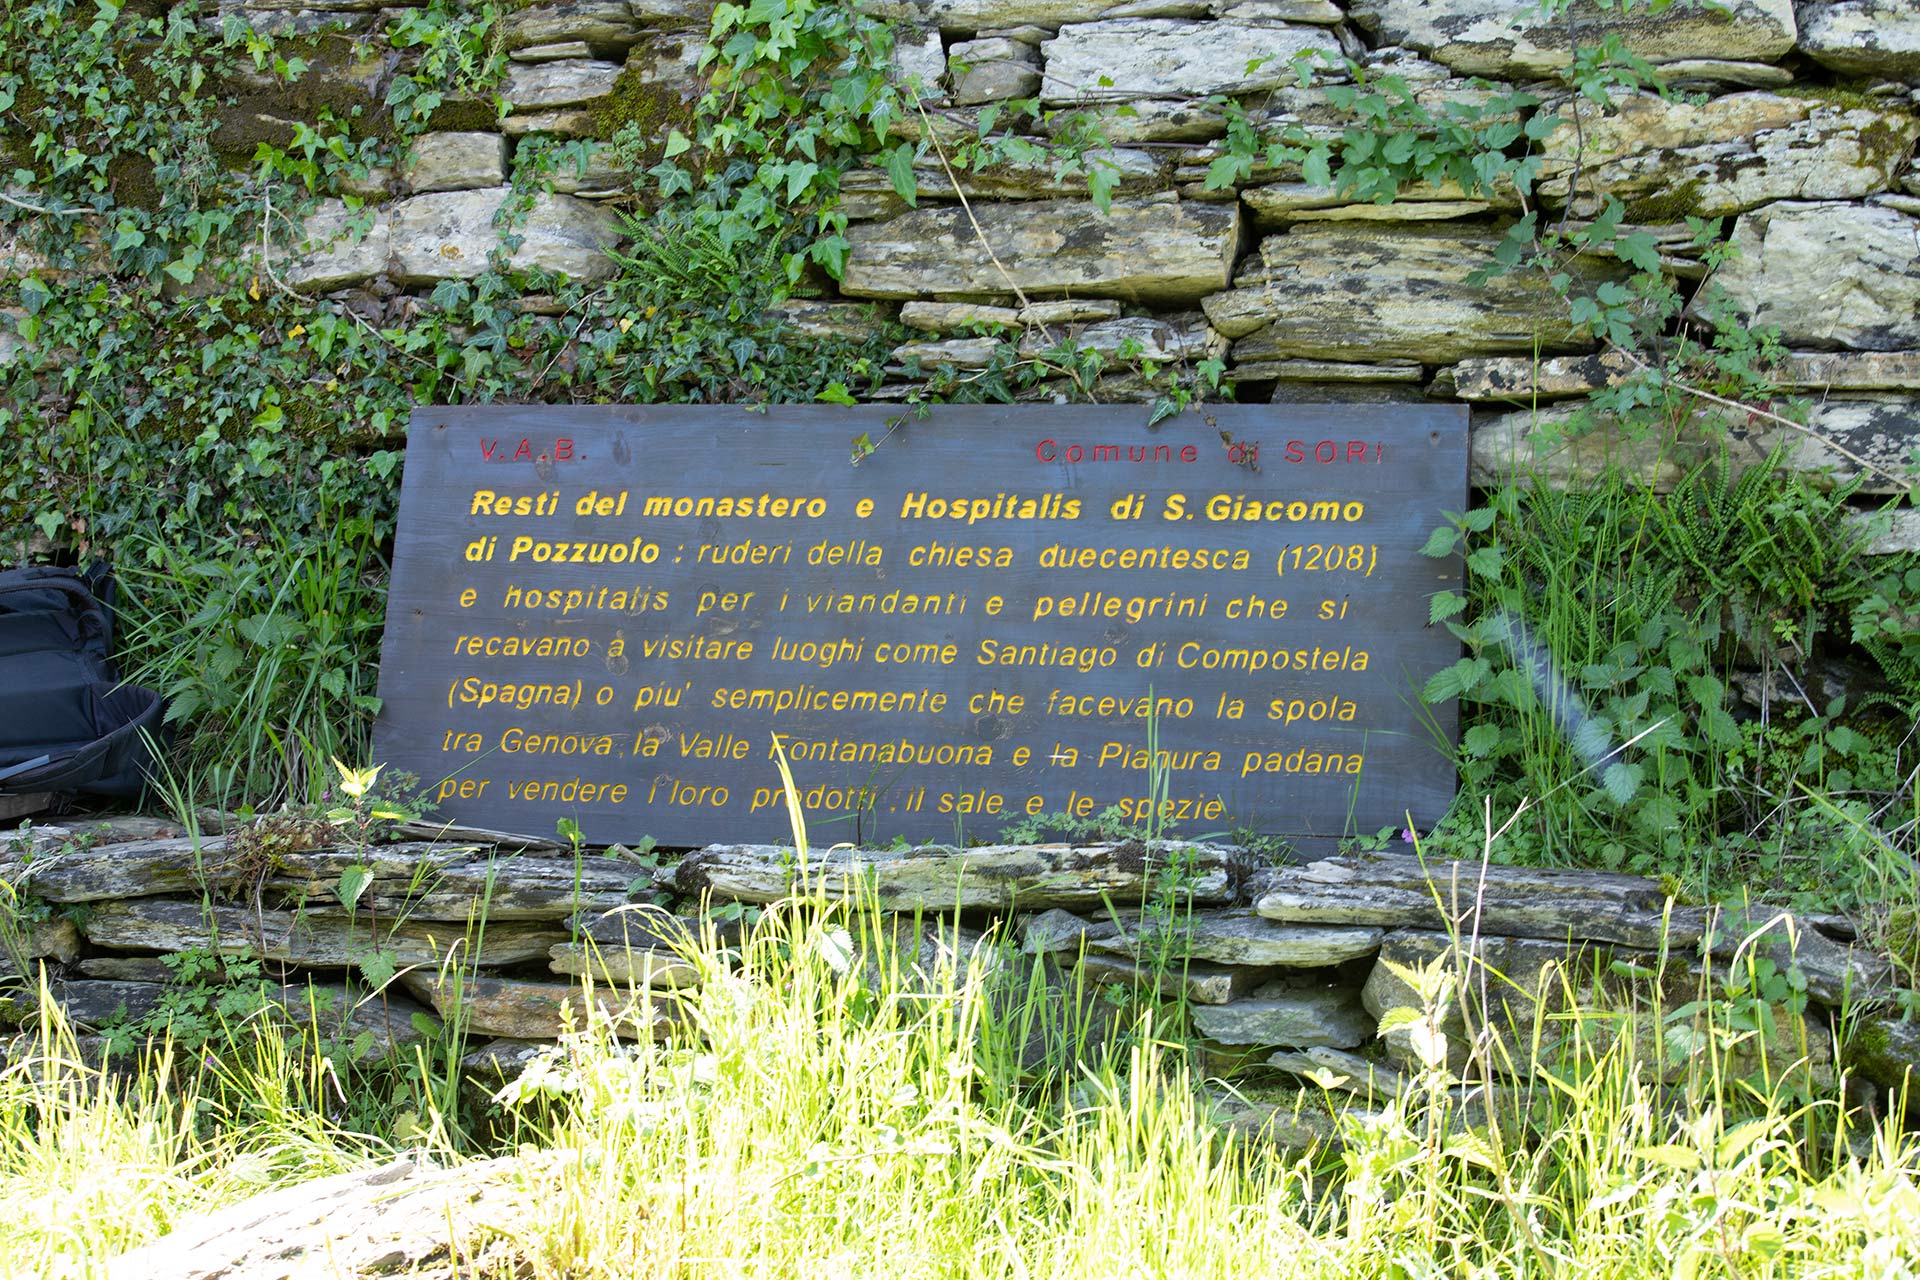 V.A.B. Comune di SORI
Resti del monastero e Hospitalis di S. Giacomo
di Pozzuolo : ruderi della chiesa duecentesca (1208)
e hospitalis per i viandanti e pellegrini che si
recavano a visitare luoghi come Santiago di Compostela
(Spagna) o piu' semplicemente che facevano la spola
tra Genova, la Valle Fontanabuona e la Pianura padana
per vendere i loro prodotti, il sale e le spezie.